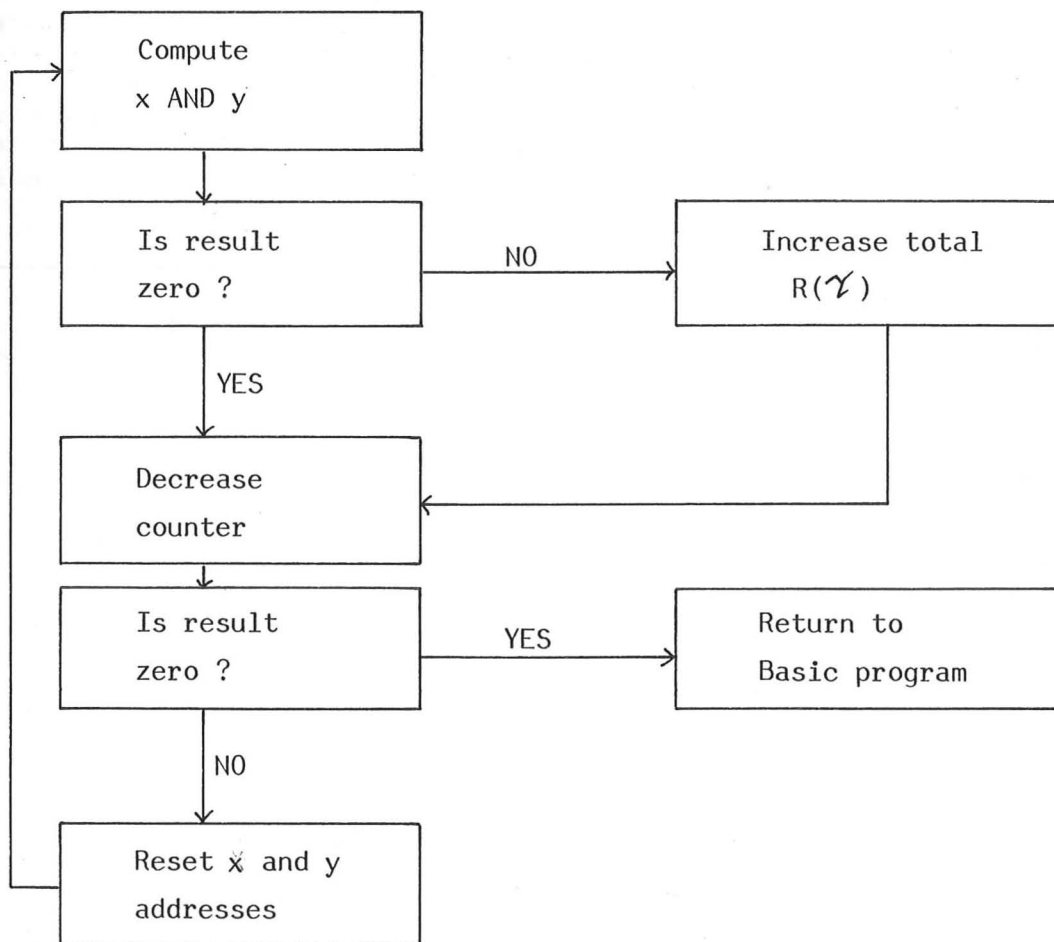 Compute
x AND y
Is result
zero ?
NO
Increase total
R(τ)
YES
Decrease
counter
Is result
zero ?
YES
Return to
Basic program
NO
Reset x and y
addresses